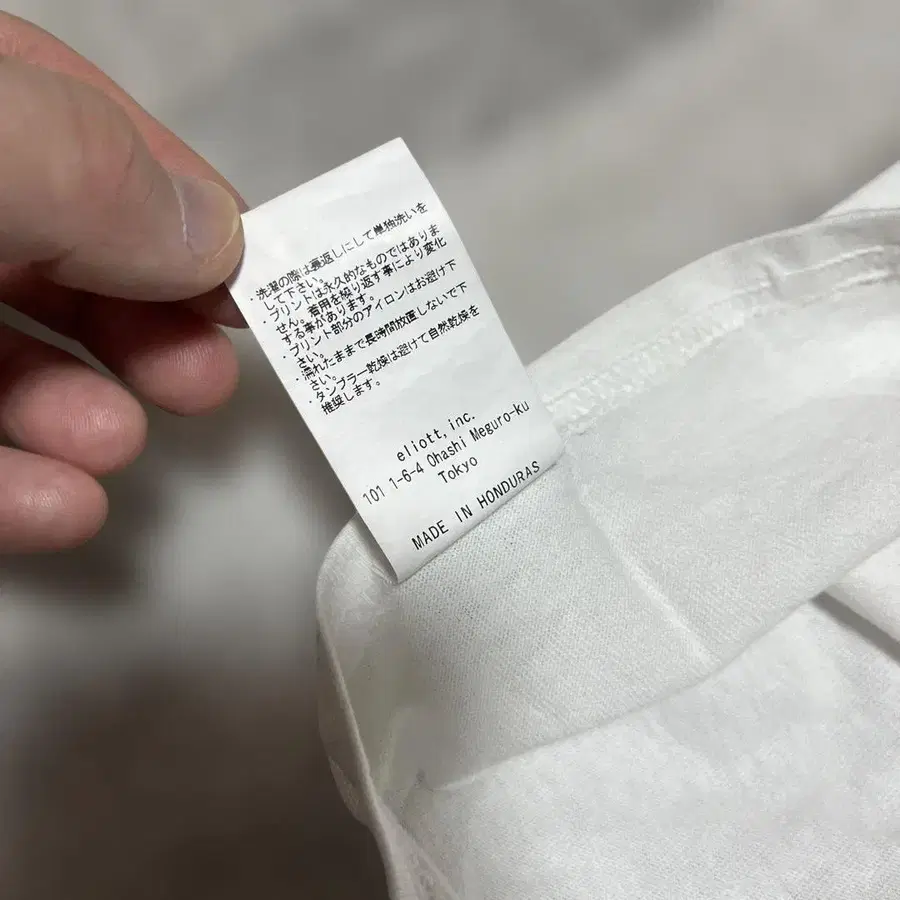 ・洗濯の際は裏返しにして単独洗いを
して下さい。
・プリントは永久的なものではありま
せん。着用を繰り返す事により変化
する事があります。
・プリント部分のアイロンはお避け下
さい。
・濡れたままで長時間放置しないで下
さい。
・タンブラー乾燥は避けて自然乾燥を
推奨します。
eliott, inc.
101 1-6-4 Ohashi Meguro-ku
Tokyo
MADE IN HONDURAS